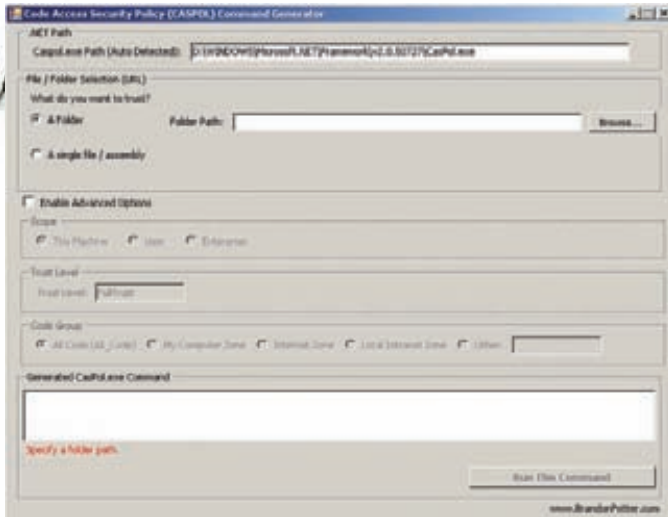 Code Access Security Policy (CASPOL) Command Generator
.NET Path
Caspol.exe Path (Auto Detected): D:\WINDOWS\Microsoft.NET\Framework\v2.0.50727\CasPol.exe
File / Folder Selection (URL)
What do you want to trust?
A Folder Folder Path: Browse...
A single file / assembly
Enable Advanced Options
Scope
This Machine User Enterprise
Trust Level
Trust Level: FullTrust
Code Group
All Code (All_Code) My Computer Zone Internet Zone Local Intranet Zone Other:
Generated CasPol.exe Command
Specify a folder path.
Run This Command
www.BrandonPotter.com